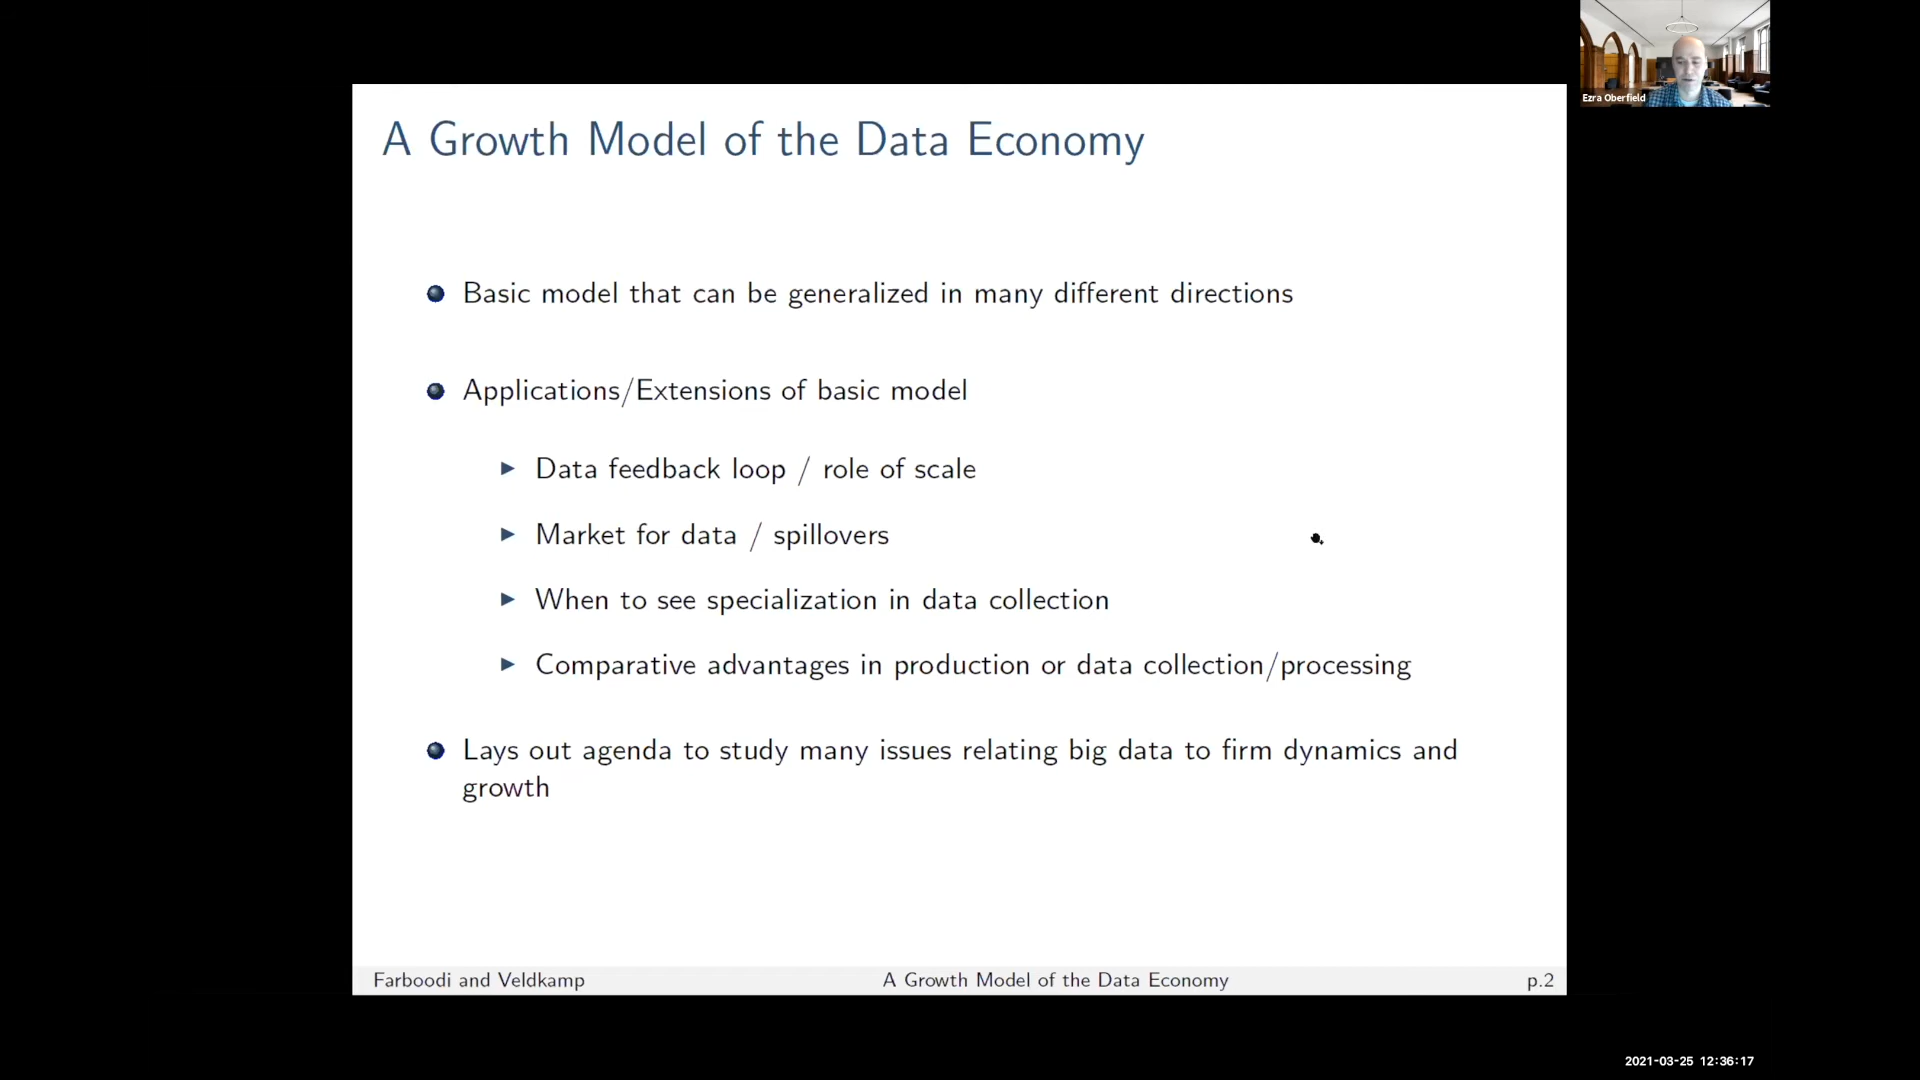 Ezra Oberfield
A Growth Model of the Data Economy
Basic model that can be generalized in many different directions
Applications/Extensions of basic model
Data feedback loop / role of scale
Market for data / spillovers
When to see specialization in data collection
Comparative advantages in production or data collection/processing
Lays out agenda to study many issues relating big data to firm dynamics and
growth
Farboodi and Veldkamp
A Growth Model of the Data Economy
p.2
2021-03-25 12:36:17